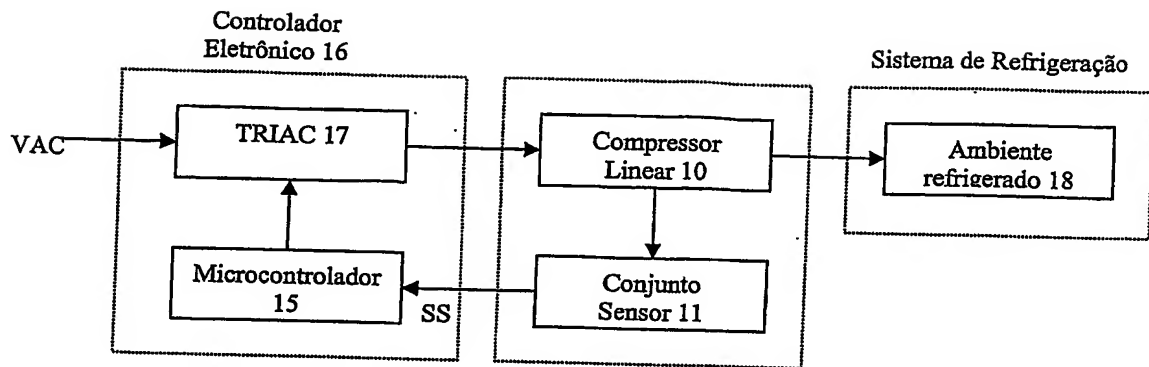 Controlador
Eletrônico 16
Sistema de Refrigeração
VAC
TRIAC 17
Compressor
Linear 10
Ambiente
refrigerado 18
Microcontrolador
15
SS
Conjunto
Sensor 11